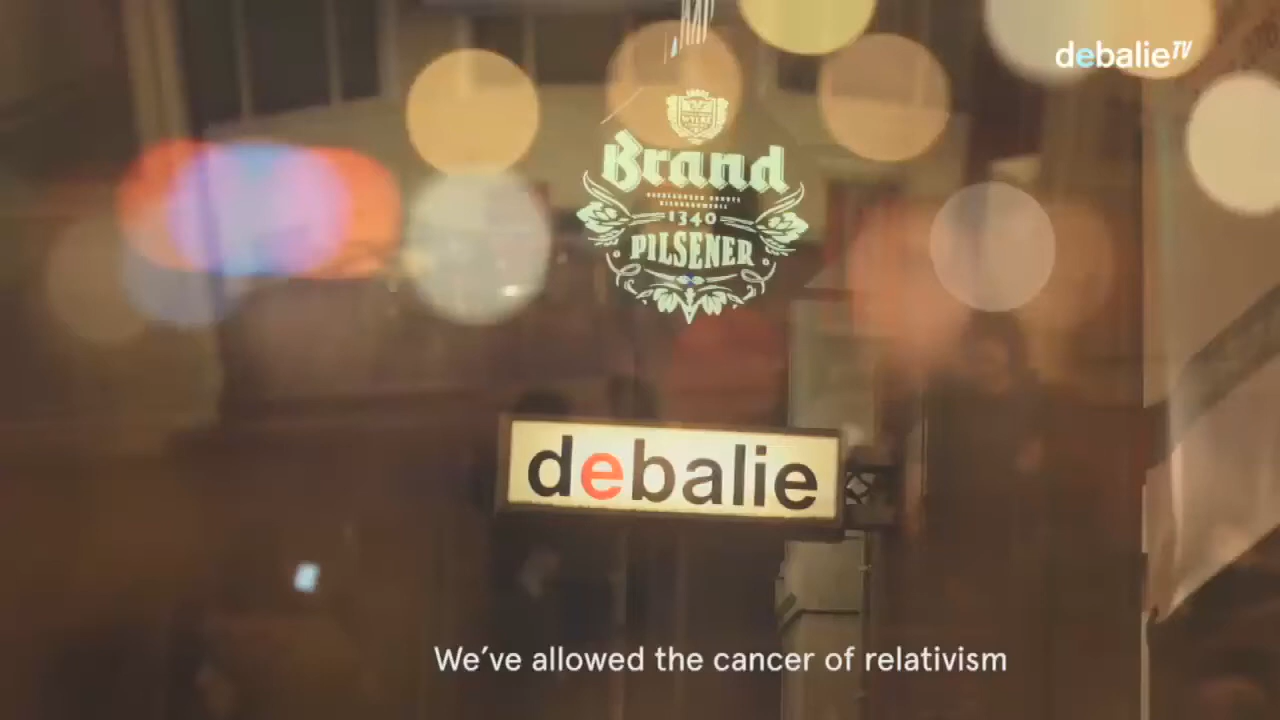 debalieTV
Brand
1340
PILSENER
debalie
We've allowed the cancer of relativism